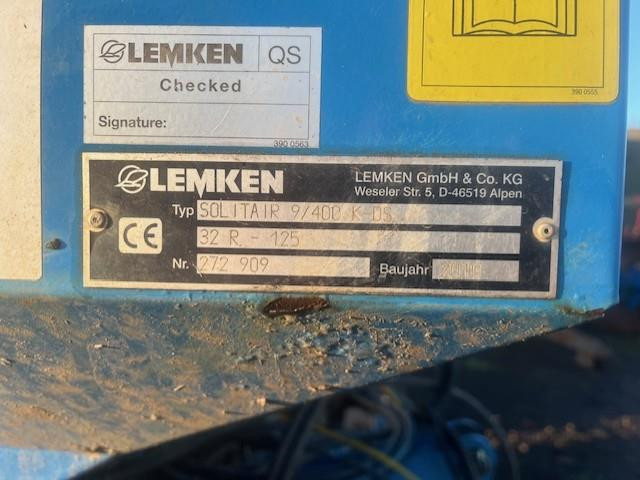 LEMKEN QS
Checked
Signature:
390 0563
390 0555
LEMKEN
LEMKEN GmbH & Co. KG
Weseler Str. 5, D-46519 Alpen
Typ SOLITAIR 9/400 K-DS
32 R. - 125
CE
Nr. 272 909
Baujahr